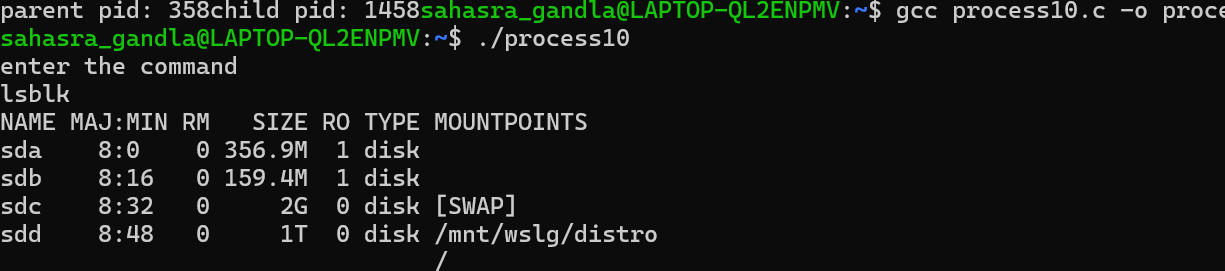 parent pid: 358child pid: 1458sahasra_gandla@LAPTOP-QL2ENPMV:~$ gcc process10.c -o proce
sahasra_gandla@LAPTOP-QL2ENPMV:~$ ./process10
enter the command
lsblk
NAME MAJ:MIN RM   SIZE RO TYPE MOUNTPOINTS
sda    8:0    0 356.9M  1 disk
sdb    8:16   0 159.4M  1 disk
sdc    8:32   0     2G  0 disk [SWAP]
sdd    8:48   0     1T  0 disk /mnt/wslg/distro
                               /